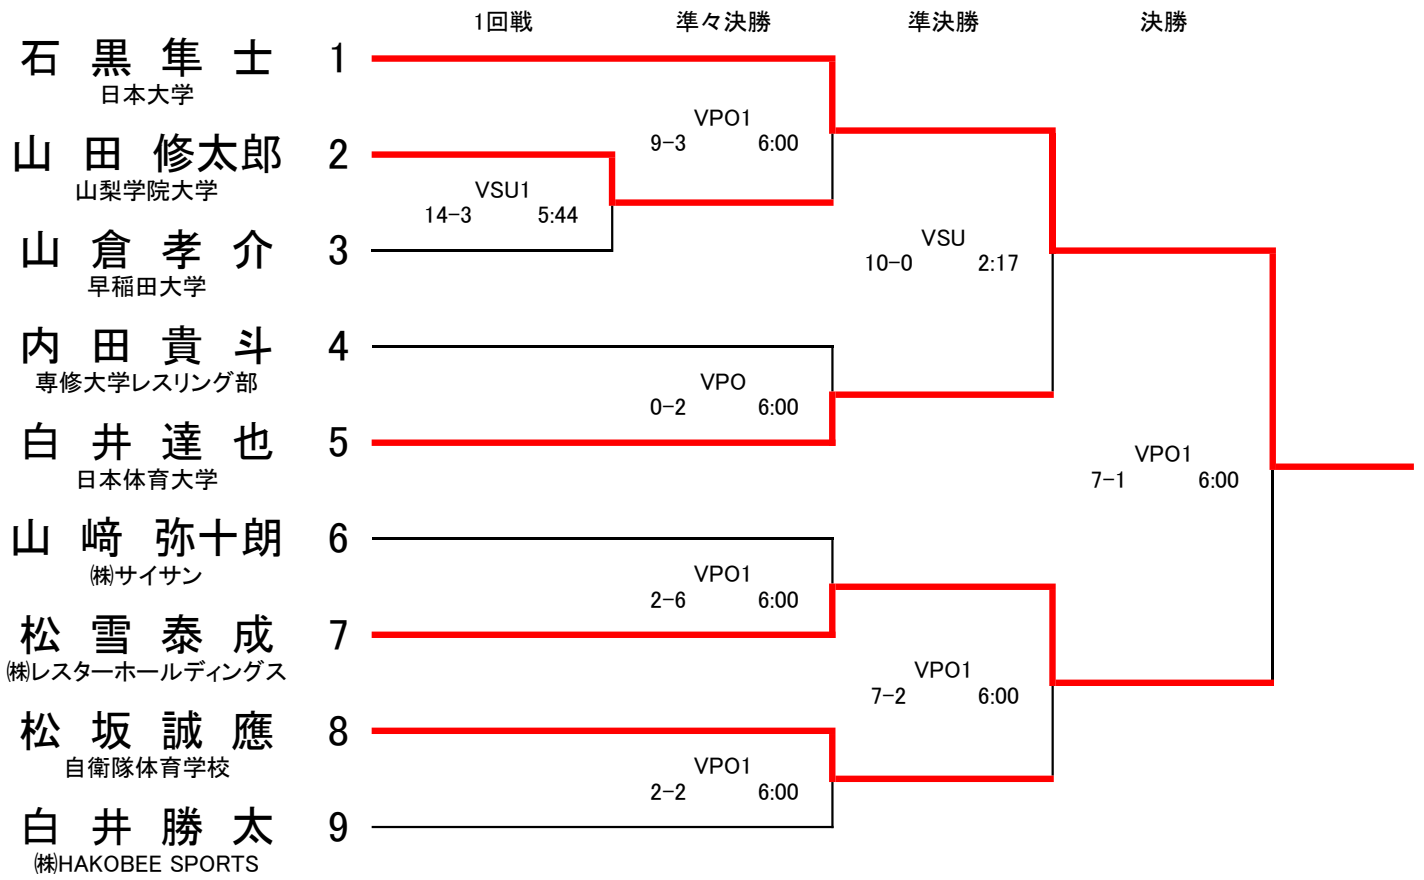 1回戦 準々決勝 準決勝 決勝
石 黒 隼 士 1
日本大学
VPO1
9-3 6:00
山 田 修太郎 2
山梨学院大学
VSU1
14-3 5:44
山 倉 孝 介 3
早稲田大学
VSU
10-0 2:17
内 田 貴 斗 4
専修大学レスリング部
VPO
0-2 6:00
白 井 達 也 5
日本体育大学
VPO1
7-1 6:00
山 﨑 弥十朗 6
㈱サイサン
VPO1
2-6 6:00
松 雪 泰 成 7
㈱レスターホールディングス
VPO1
7-2 6:00
松 坂 誠 應 8
自衛隊体育学校
VPO1
2-2 6:00
白 井 勝 太 9
㈱HAKOBEE SPORTS